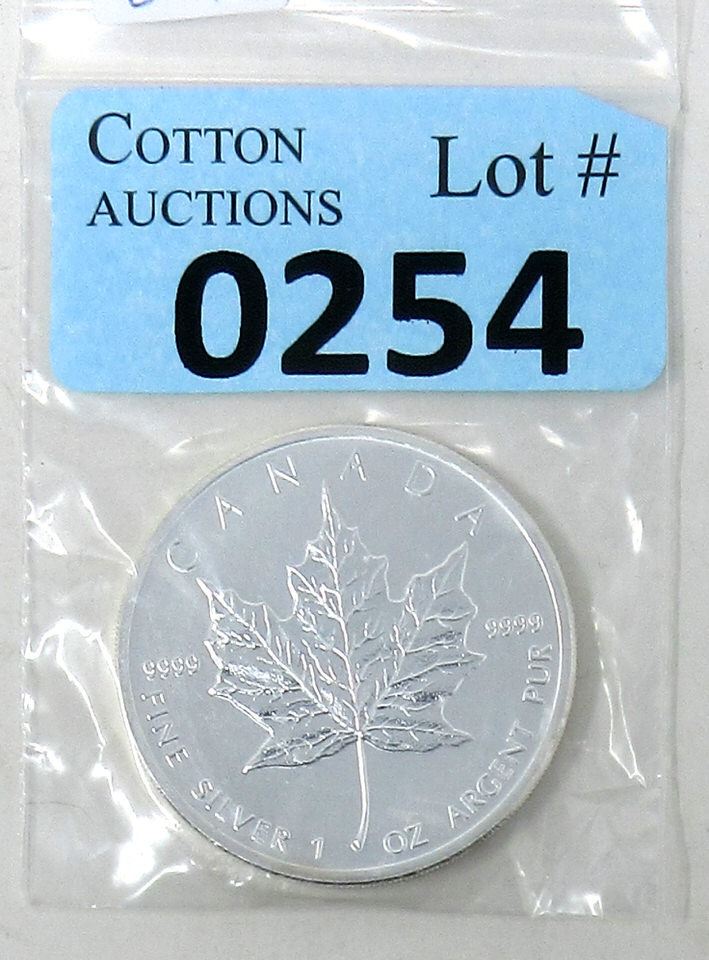 COTTON
AUCTIONS
Lot #
0254
CANADA
9999
9999
FINE SILVER 1 OZ ARGENT PUR